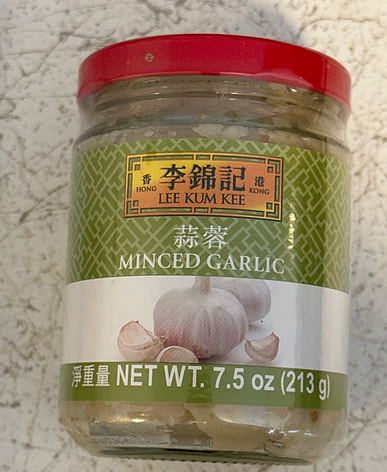 香 李錦記 港
HONG LEE KUM KEE KONG
蒜蓉
MINCED GARLIC
淨重量 NET WT. 7.5 oz (213 g)